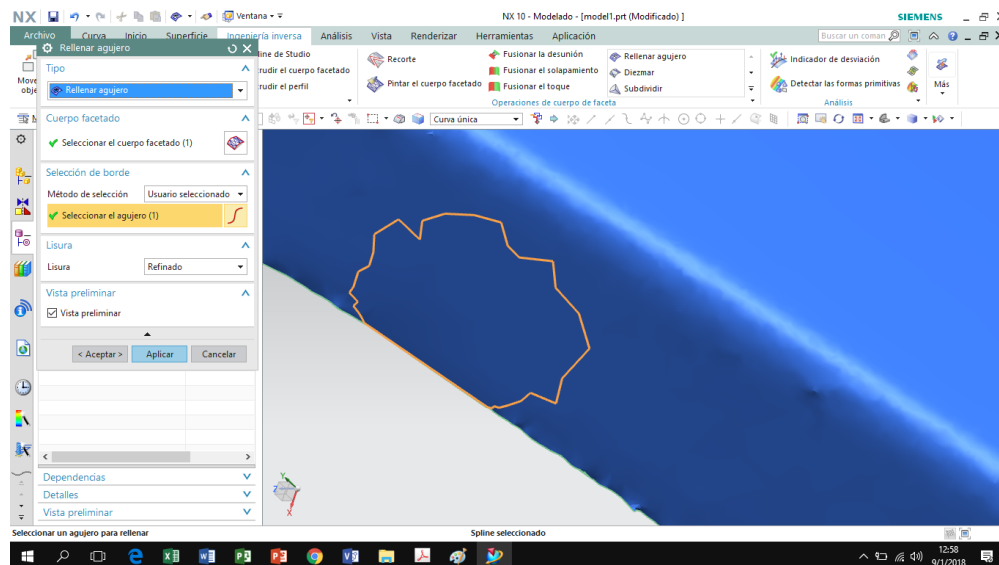 NX Ventana NX 10 - Modelado - [model1.prt (Modificado) ] SIEMENS
Archivo Curva Inicio Superficie Ingeniería inversa Análisis Vista Renderizar Herramientas Aplicación Buscar un coman
Rellenar agujero
Tipo
Rellenar agujero
Cuerpo facetado
Seleccionar el cuerpo facetado (1)
Selección de borde
Método de selección Usuario seleccionado
Seleccionar el agujero (1)
Lisura
Lisura Refinado
Vista preliminar
Vista preliminar
< Aceptar > Aplicar Cancelar
Dependencias
Detalles
Vista preliminar
Move
obje
line de Studio
trudir el cuerpo facetado
rudir el perfil
Recorte
Pintar el cuerpo facetado
Fusionar la desunión
Fusionar el solapamiento
Fusionar el toque
Rellenar agujero
Diezmar
Subdividir
Operaciones de cuerpo de faceta
Indicador de desviación
Detectar las formas primitivas
Análisis
Más
Curva única
Y
Z
X
Seleccionar un agujero para rellenar Spline seleccionado
12:58
9/1/2018